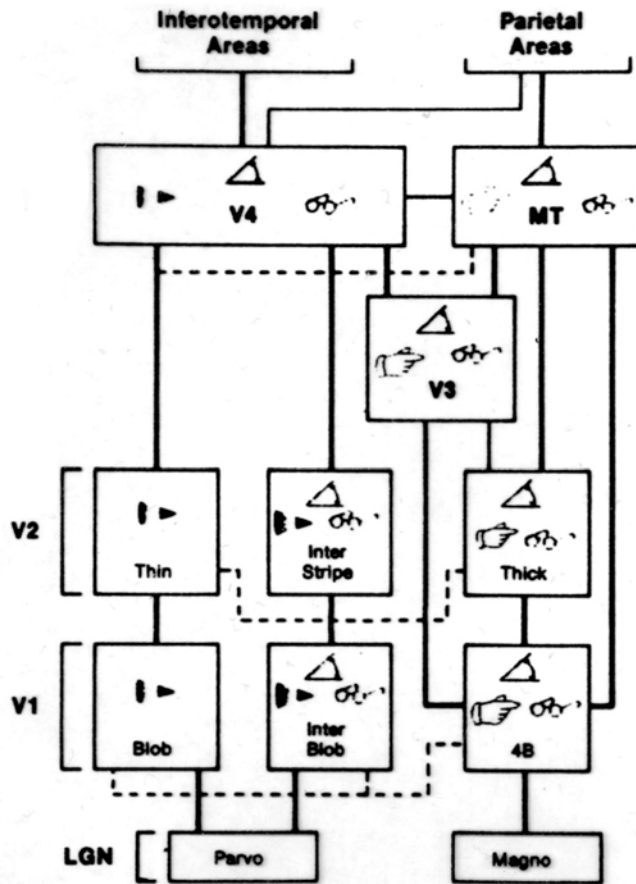 Inferotemporal
Areas
Parietal
Areas
V4
MT
V3
V2
Thin
Inter
Stripe
Thick
V1
Blob
Inter
Blob
4B
LGN
Parvo
Magno